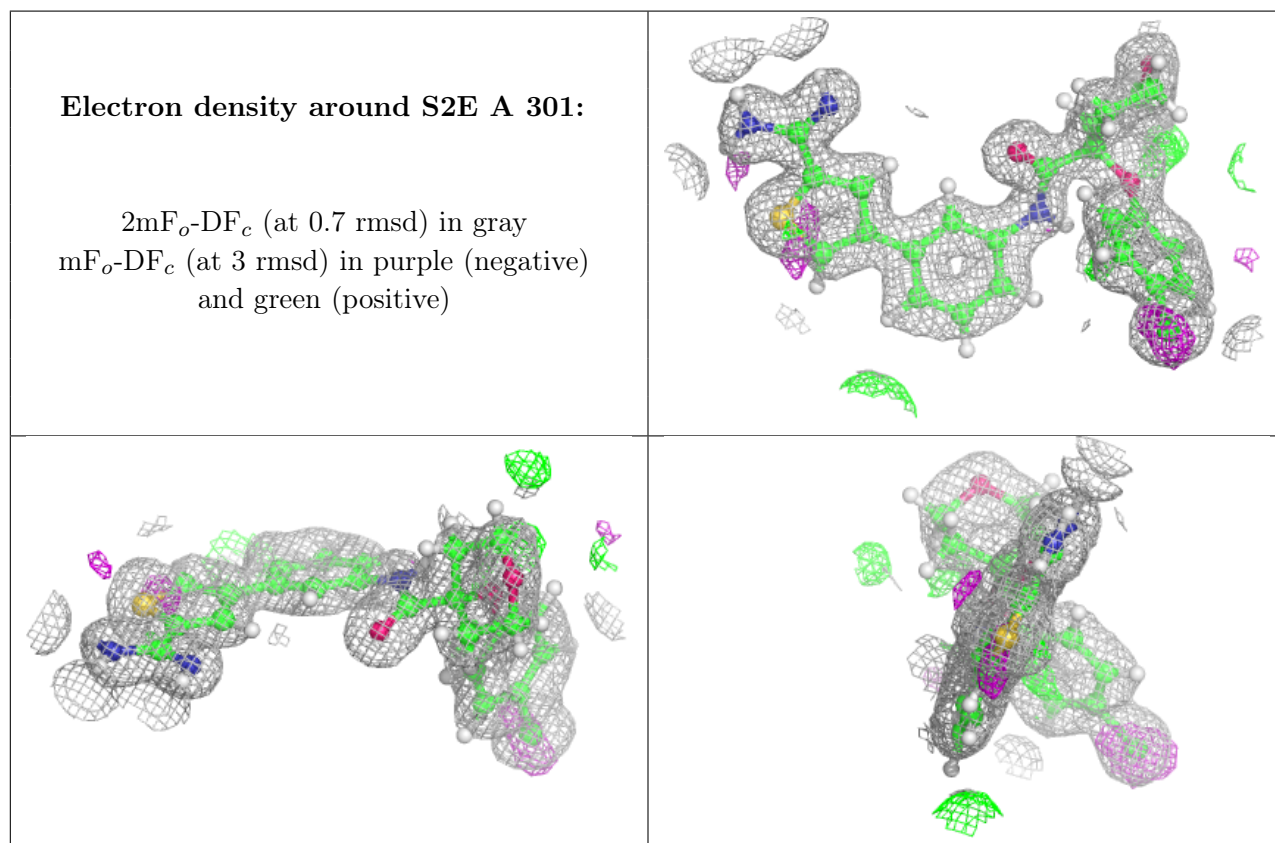 Electron density around S2E A 301:
2mFo-DFc (at 0.7 rmsd) in gray
mFo-DFc (at 3 rmsd) in purple (negative)
and green (positive)